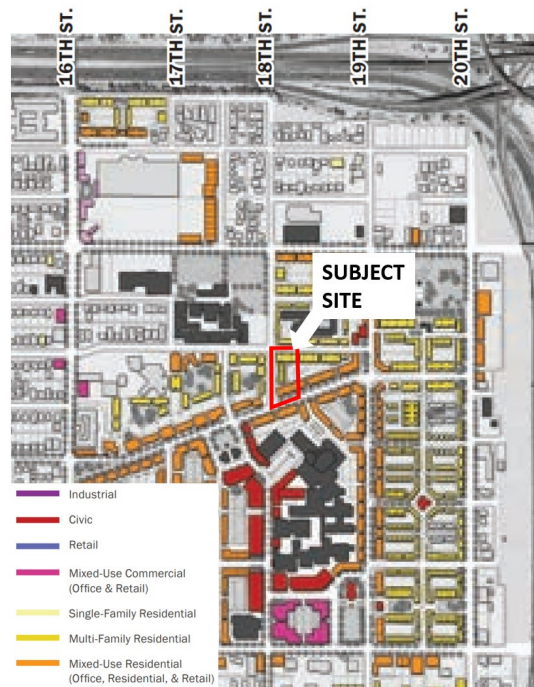 16TH ST.
17TH ST.
18TH ST.
19TH ST.
20TH ST.
SUBJECT
SITE
Industrial
Civic
Retail
Mixed-Use Commercial
(Office & Retail)
Single-Family Residential
Multi-Family Residential
Mixed-Use Residential
(Office, Residential, & Retail)